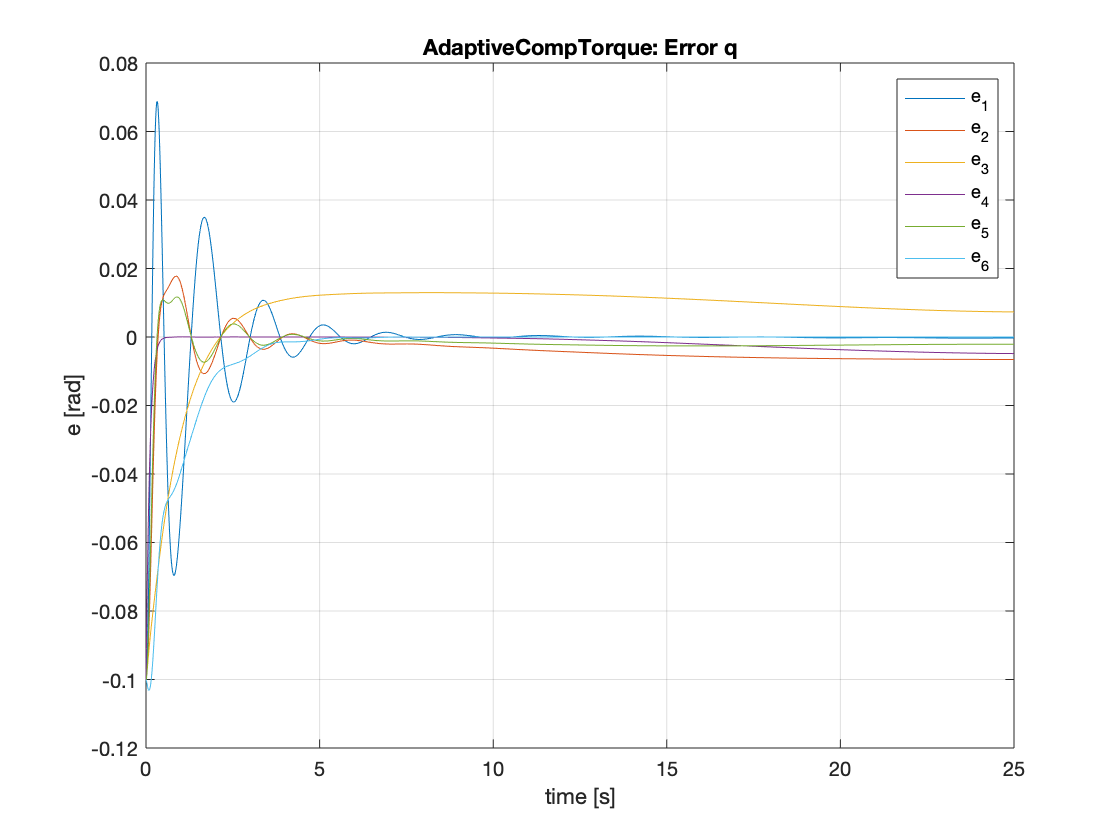 AdaptiveCompTorque: Error q
0.08
0.06
0.04
0.02
0
-0.02
-0.04
-0.06
-0.08
-0.1
-0.12
e [rad]
e1
e2
e3
e4
e5
e6
0 5 10 15 20 25
time [s]